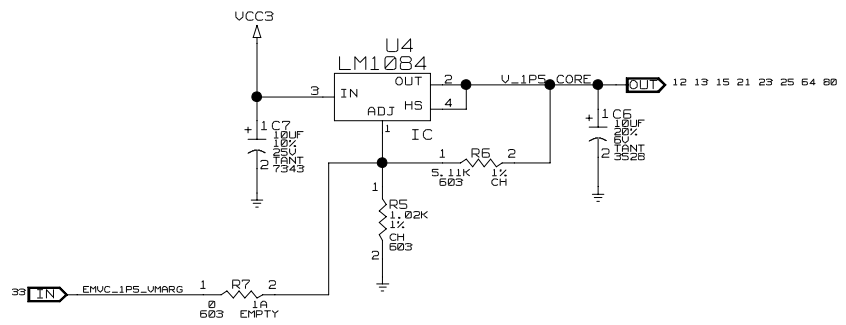 VCC3
U4
LM1084
3 IN OUT 2 V_1P5_CORE OUT 12 13 15 21 23 25 64 80
HS 4
ADJ
1 IC
+ 1 C7
10UF
10%
25V
2 TANT
7343
+ 1 C6
10UF
20%
6V
2 TANT
3528
1 R6 2
5.11K 1%
603 CH
1
R5
1.02K
1%
CH
2 603
33 IN EMVC_1P5_VMARG 1 R7 2
0 1A
603 EMPTY